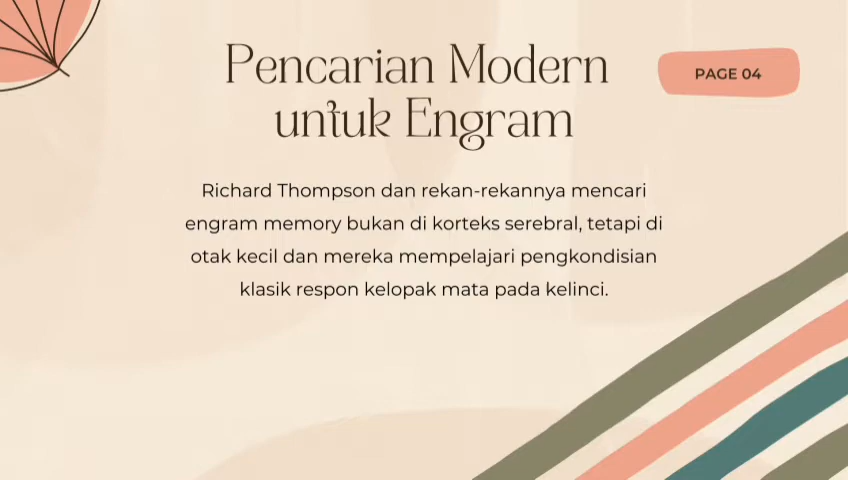 Pencarian Modern
untuk Engram
PAGE 04
Richard Thompson dan rekan-rekannya mencari
engram memory bukan di korteks serebral, tetapi di
otak kecil dan mereka mempelajari pengkondisian
klasik respon kelopak mata pada kelinci.